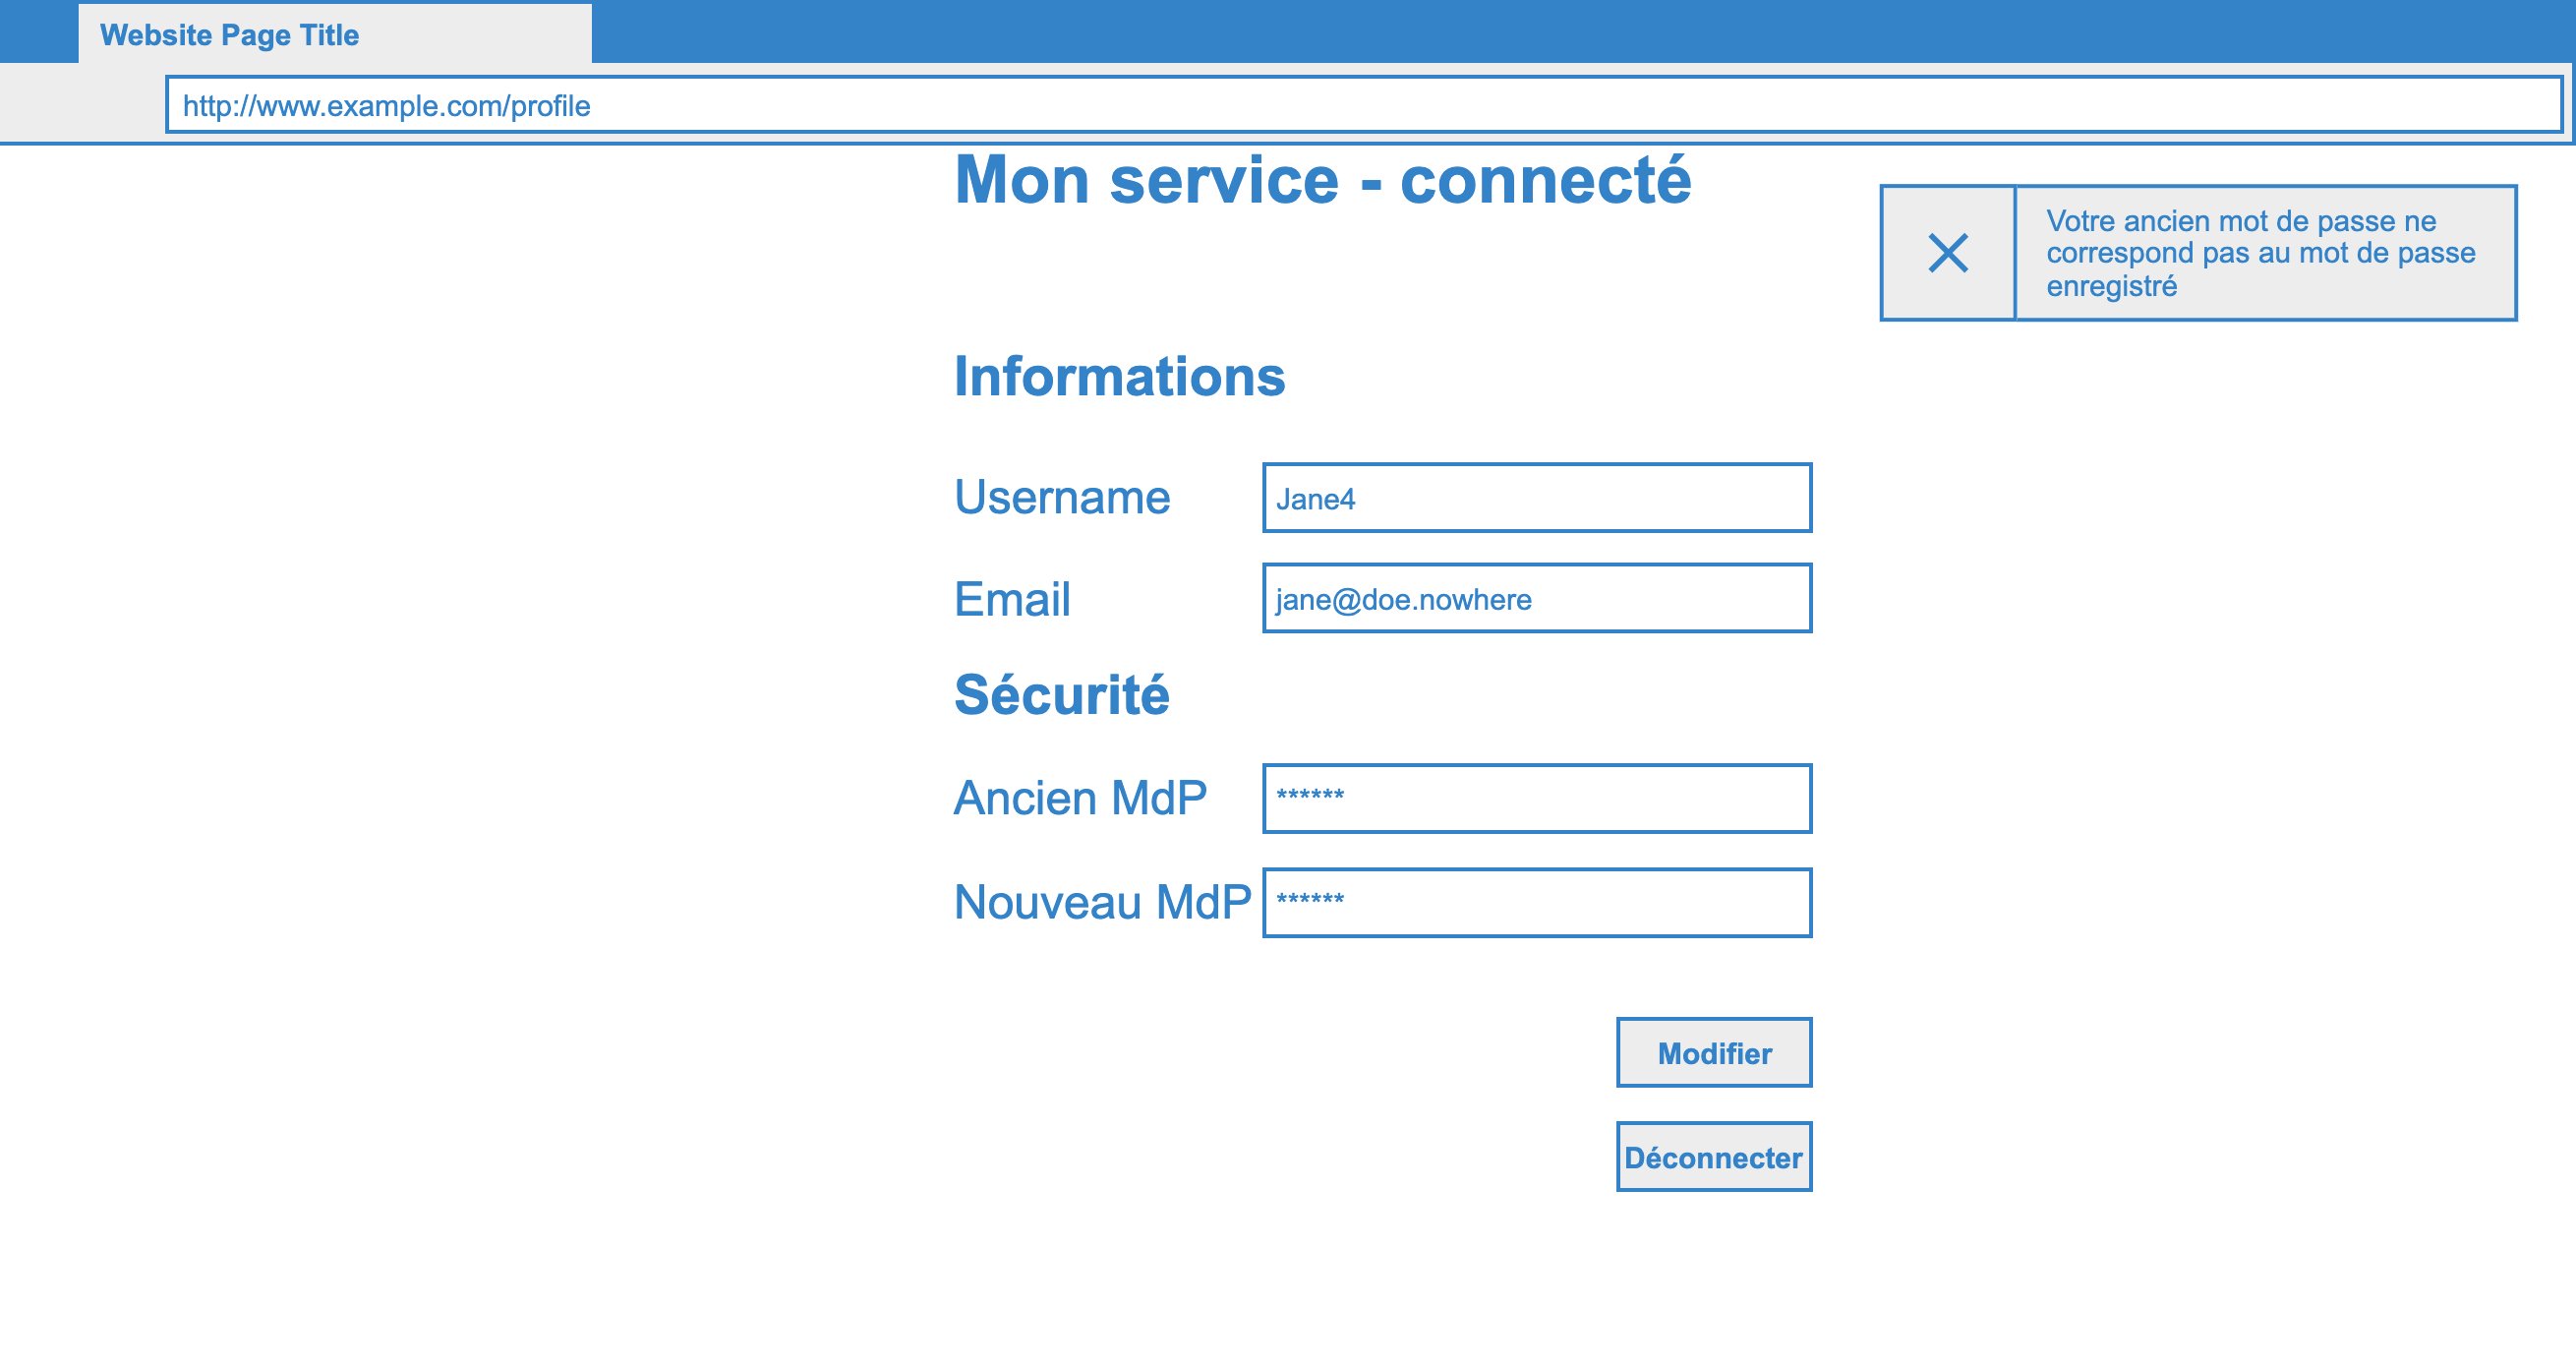 Website Page Title
http://www.example.com/profile
Mon service - connecté
Votre ancien mot de passe ne
correspond pas au mot de passe
enregistré
Informations
Username
Jane4
Email
jane@doe.nowhere
Sécurité
Ancien MdP
******
Nouveau MdP
******
Modifier
Déconnecter